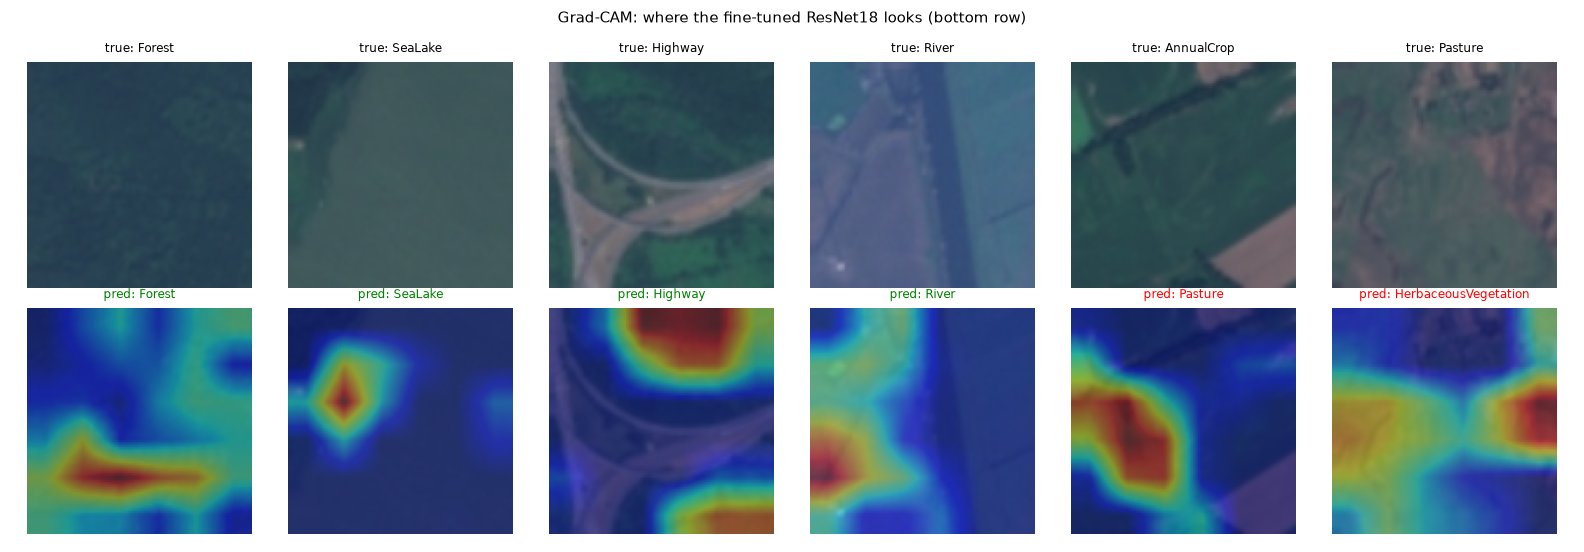 Grad-CAM: where the fine-tuned ResNet18 looks (bottom row)
true: Forest
true: SeaLake
true: Highway
true: River
true: AnnualCrop
true: Pasture
pred: Forest
pred: SeaLake
pred: Highway
pred: River
pred: Pasture
pred: HerbaceousVegetation